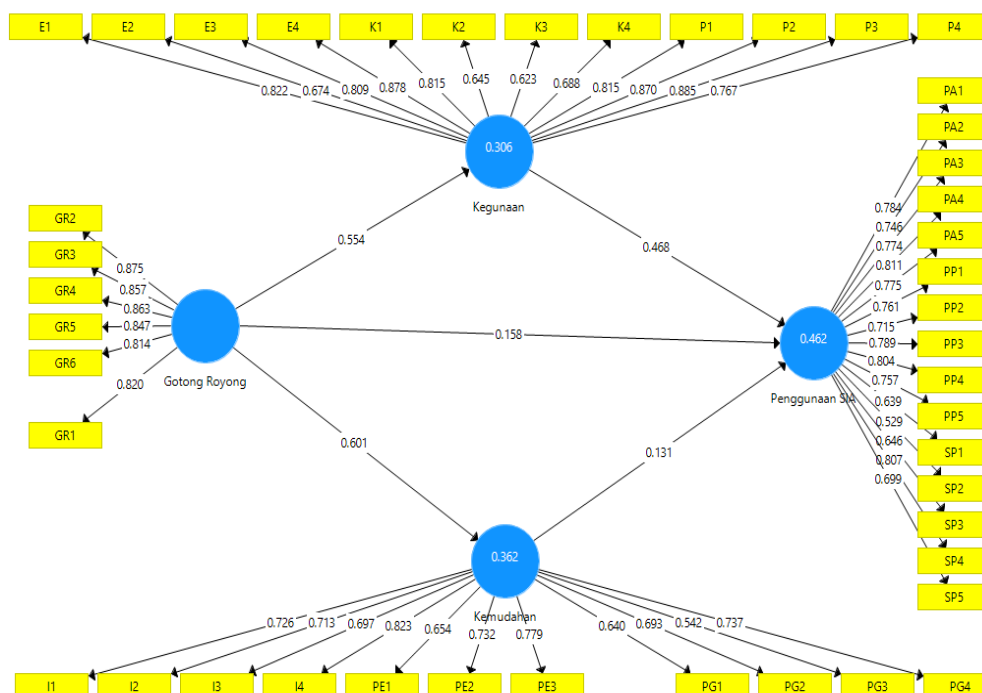 E1 E2 E3 E4 K1 K2 K3 K4 P1 P2 P3 P4
0.822 0.674 0.809 0.878 0.815 0.645 0.623 0.688 0.815 0.870 0.885 0.767
0.306
Kegunaan
GR2
GR3
GR4
GR5
GR6
GR1
0.875
0.857
0.863
0.847
0.814
0.820
Gotong Royong
0.554
0.468
0.158
0.601
0.131
0.462
Penggunaan SIA
0.784
0.746
0.774
0.811
0.775
0.761
0.715
0.789
0.804
0.757
0.639
0.529
0.646
0.807
0.699
PA1
PA2
PA3
PA4
PA5
PP1
PP2
PP3
PP4
PP5
SP1
SP2
SP3
SP4
SP5
0.362
Kemudahan
0.726 0.713 0.697 0.823 0.654 0.732 0.779 0.640 0.693 0.542 0.737
I1 I2 I3 I4 PE1 PE2 PE3 PG1 PG2 PG3 PG4